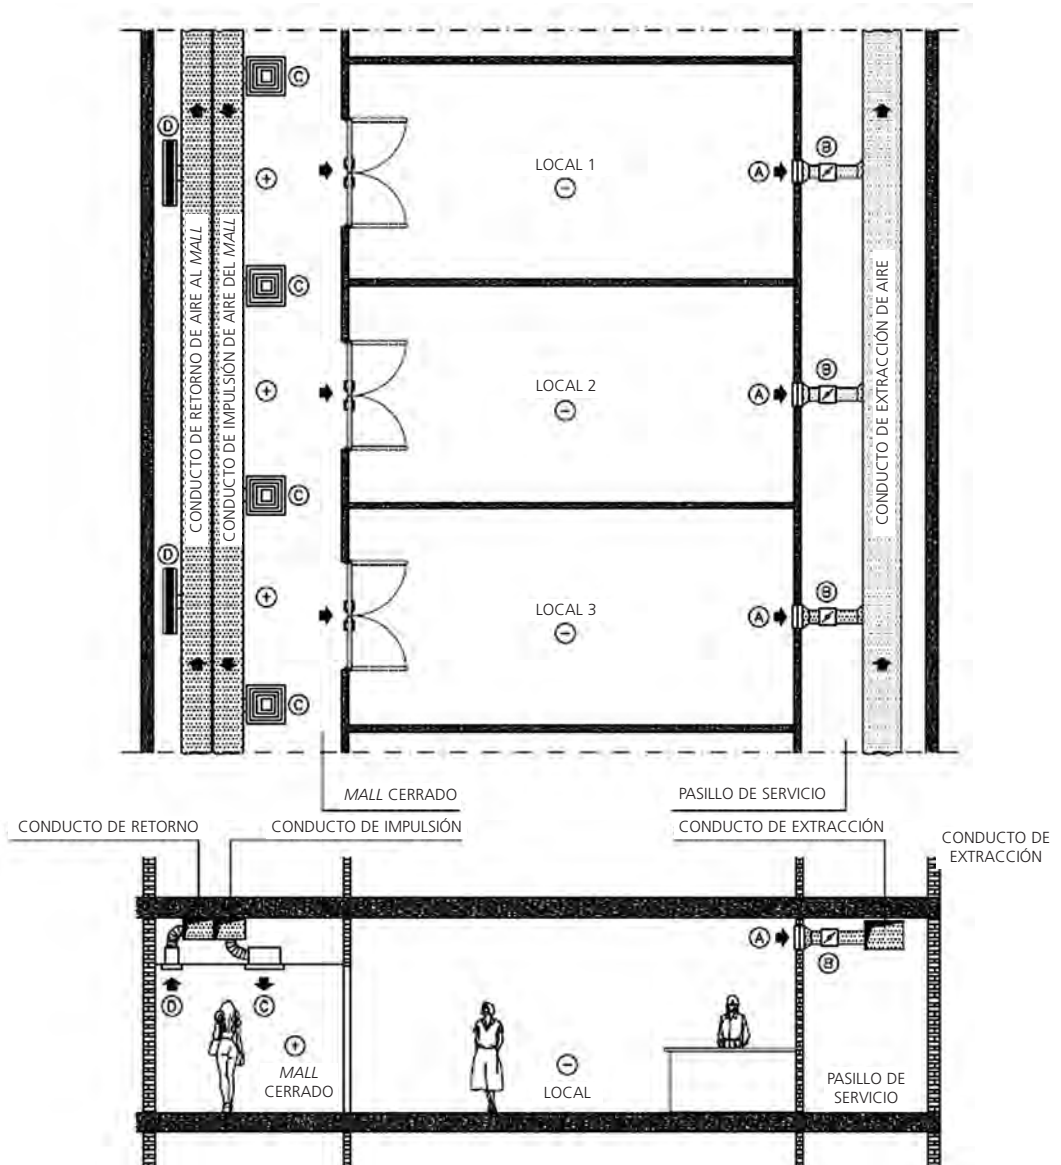 C
D
B
+
LOCAL 1
−
A
CONDUCTO DE RETORNO DE AIRE AL MALL
CONDUCTO DE IMPULSIÓN DE AIRE DEL MALL
CONDUCTO DE EXTRACCIÓN DE AIRE
C
B
+
LOCAL 2
−
A
C
D
B
+
LOCAL 3
−
A
C
MALL CERRADO
PASILLO DE SERVICIO
CONDUCTO DE RETORNO
CONDUCTO DE IMPULSIÓN
CONDUCTO DE EXTRACCIÓN
CONDUCTO DE
EXTRACCIÓN
A
B
D
C
+
MALL
CERRADO
−
LOCAL
PASILLO DE
SERVICIO